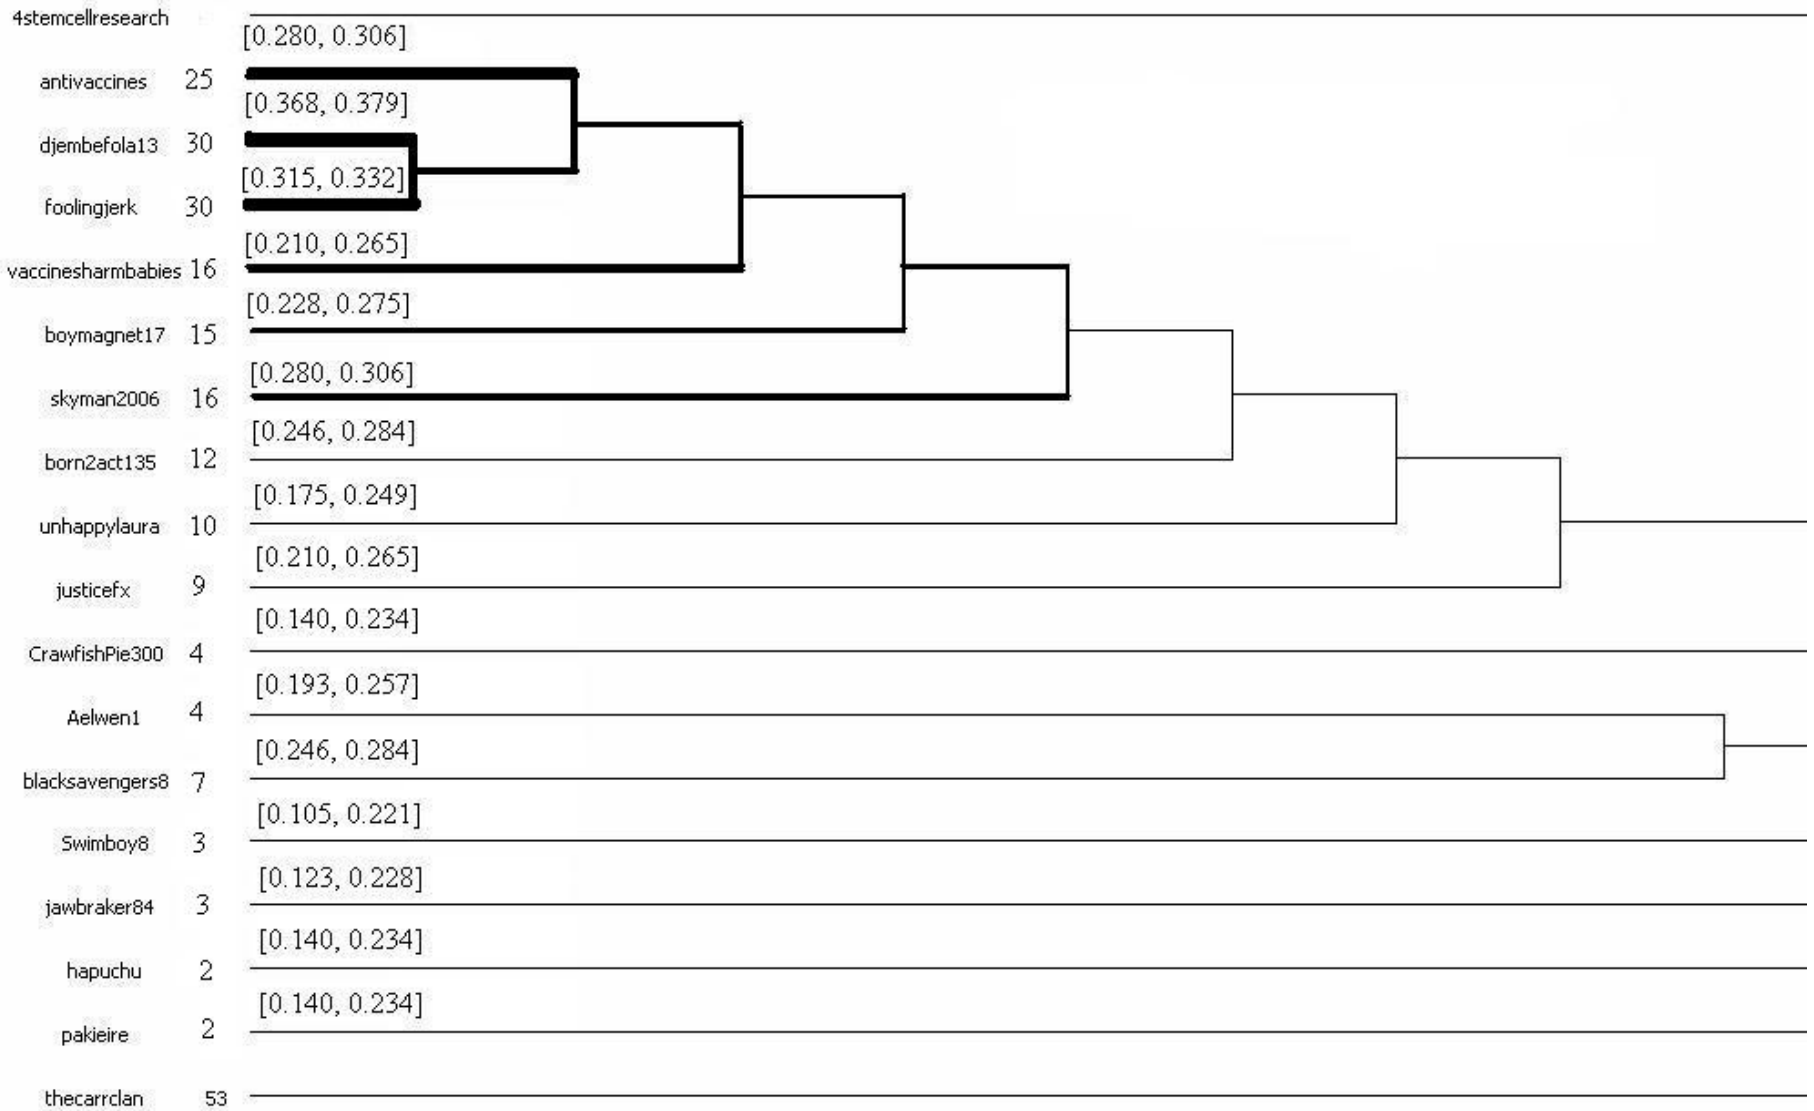 4stemcellresearch
[0.280, 0.306]
antivaccines 25
[0.368, 0.379]
djembefola13 30
[0.315, 0.332]
foolingjerk 30
[0.210, 0.265]
vaccinesharmbabies 16
[0.228, 0.275]
boymagnet17 15
[0.280, 0.306]
skyman2006 16
[0.246, 0.284]
born2act135 12
[0.175, 0.249]
unhappylaura 10
[0.210, 0.265]
justicefx 9
[0.140, 0.234]
CrawfishPie300 4
[0.193, 0.257]
Aelwen1 4
[0.246, 0.284]
blacksavengers8 7
[0.105, 0.221]
Swimboy8 3
[0.123, 0.228]
jawbraker84 3
[0.140, 0.234]
hapuchu 2
[0.140, 0.234]
pakieire 2
thecarrclan 53